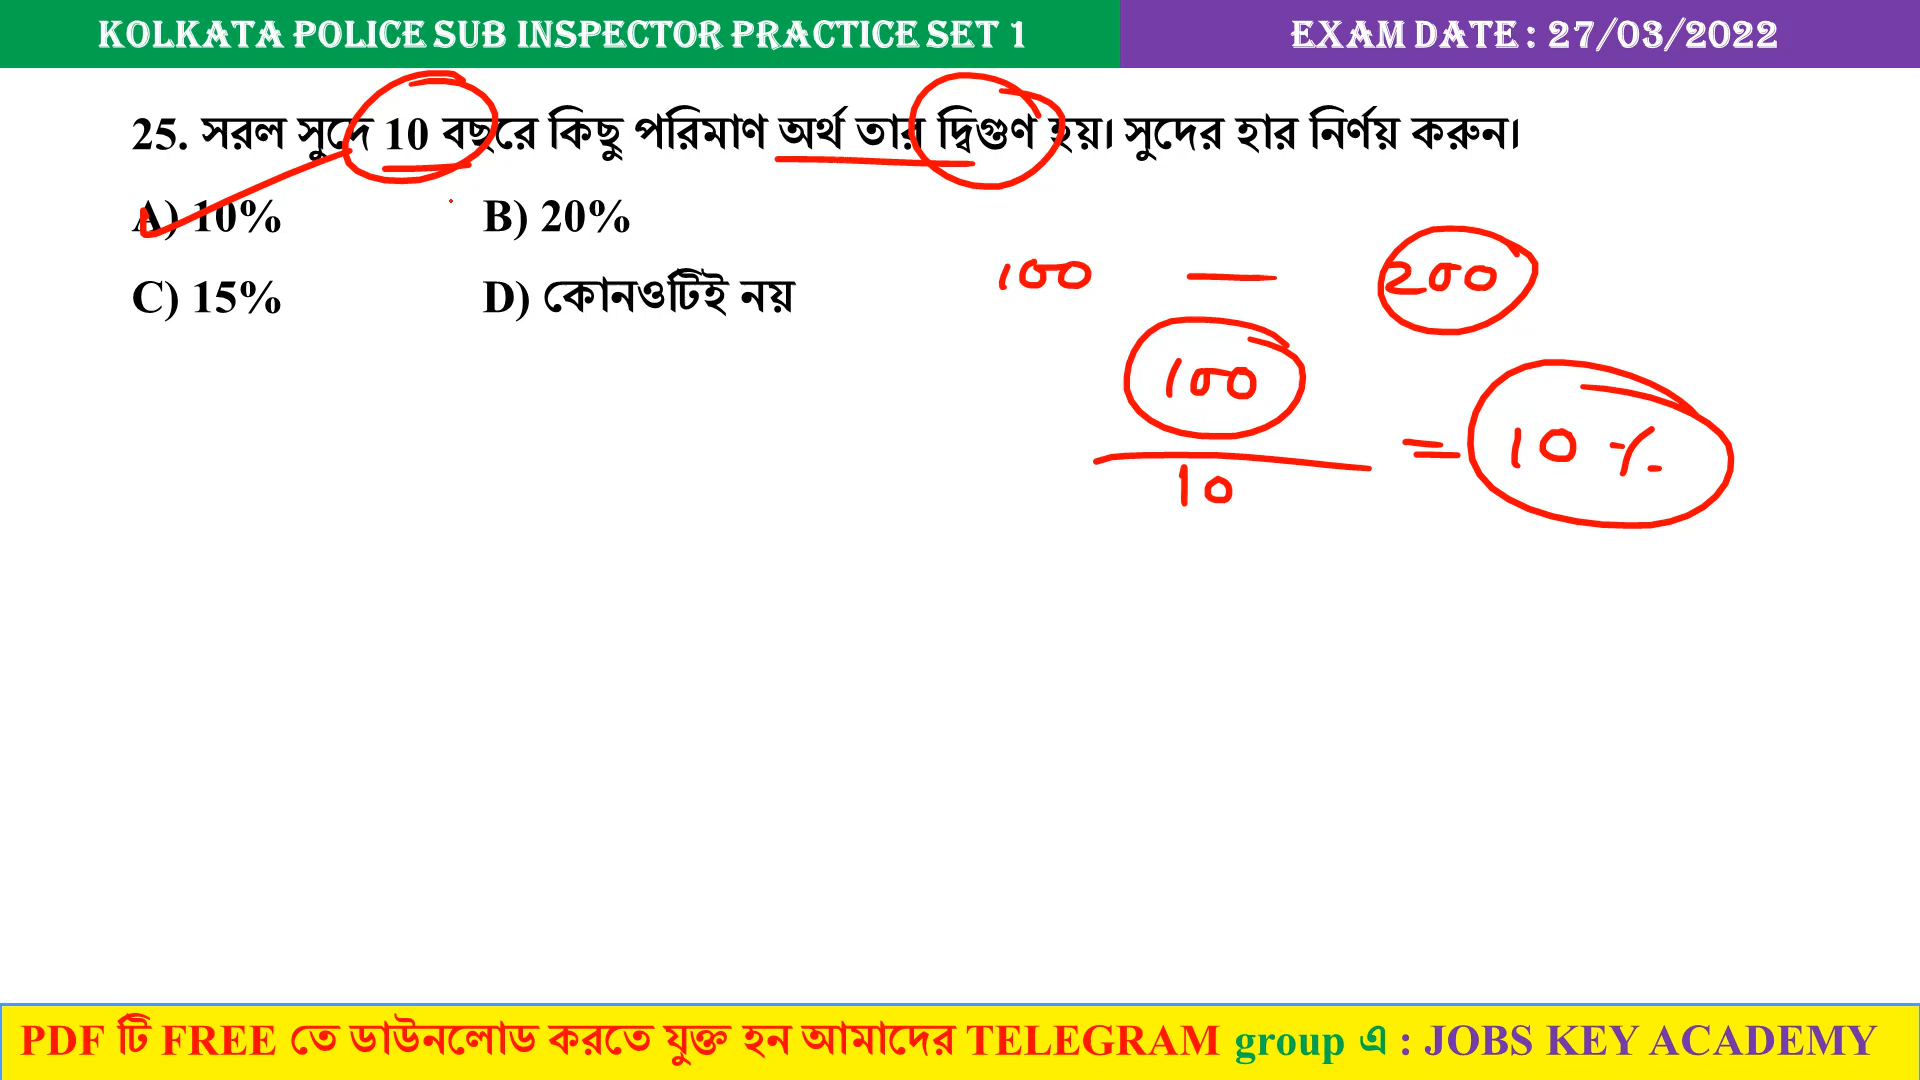 KOLKATA POLICE SUB INSPECTOR PRACTICE SET 1
EXAM DATE : 27/03/2022
25. সরল সুদে 10 বছরে কিছু পরিমাণ অর্থ তার দ্বিগুণ হয়। সুদের হার নির্ণয় করুন।
A) 10% B) 20%
C) 15% D) কোনওটিই নয়
100 — 200
100
10
= 10 %
PDF টি FREE তে ডাউনলোড করতে যুক্ত হন আমাদের TELEGRAM group এ : JOBS KEY ACADEMY